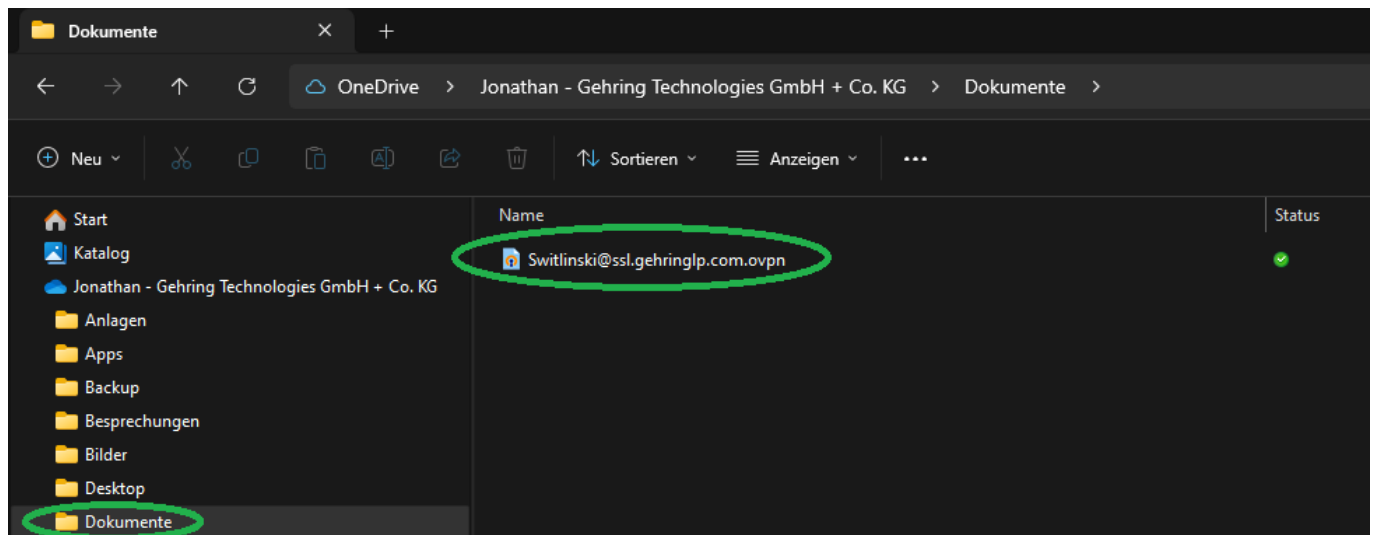 Dokumente
OneDrive > Jonathan - Gehring Technologies GmbH + Co. KG > Dokumente >
Neu Sortieren Anzeigen ...
Name Status
Start
Katalog
Switlinski@ssl.gehringlp.com.ovpn
Jonathan - Gehring Technologies GmbH + Co. KG
Anlagen
Apps
Backup
Besprechungen
Bilder
Desktop
Dokumente